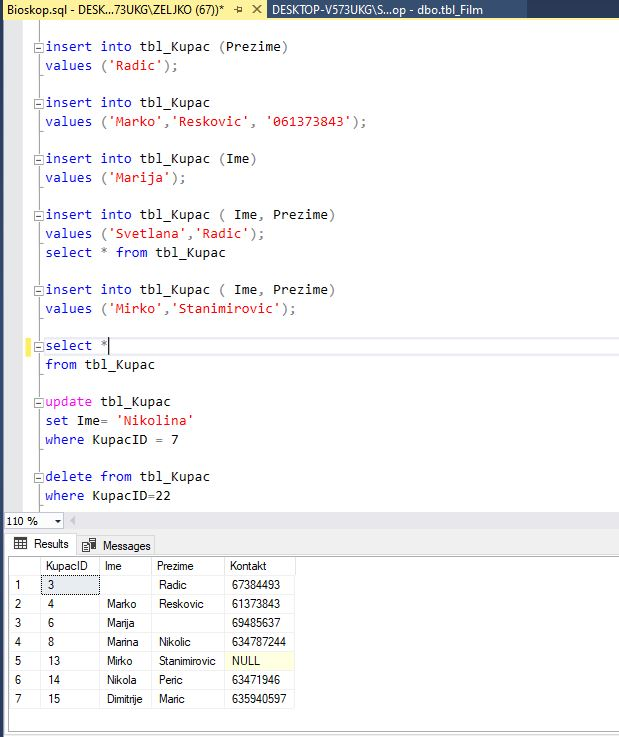 Bioskop.sql - DESK...73UKG\ZELJKO (67))* DESKTOP-V573UKG\S...op - dbo.tbl_Film
insert into tbl_Kupac (Prezime)
values ('Radic');
insert into tbl_Kupac
values ('Marko','Reskovic', '061373843');
insert into tbl_Kupac (Ime)
values ('Marija');
insert into tbl_Kupac ( Ime, Prezime)
values ('Svetlana','Radic');
select * from tbl_Kupac
insert into tbl_Kupac ( Ime, Prezime)
values ('Mirko','Stanimirovic');
select *
from tbl_Kupac
update tbl_Kupac
set Ime= 'Nikolina'
where KupacID = 7
delete from tbl_Kupac
where KupacID=22
110 %
Results Messages
KupacID Ime Prezime Kontakt
1 3 Radic 67384493
2 4 Marko Reskovic 61373843
3 6 Marija 69485637
4 8 Marina Nikolic 634787244
5 13 Mirko Stanimirovic NULL
6 14 Nikola Peric 63471946
7 15 Dimitrije Maric 635940597